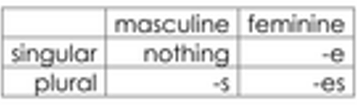 masculine feminine
singular nothing -e
plural -s -es